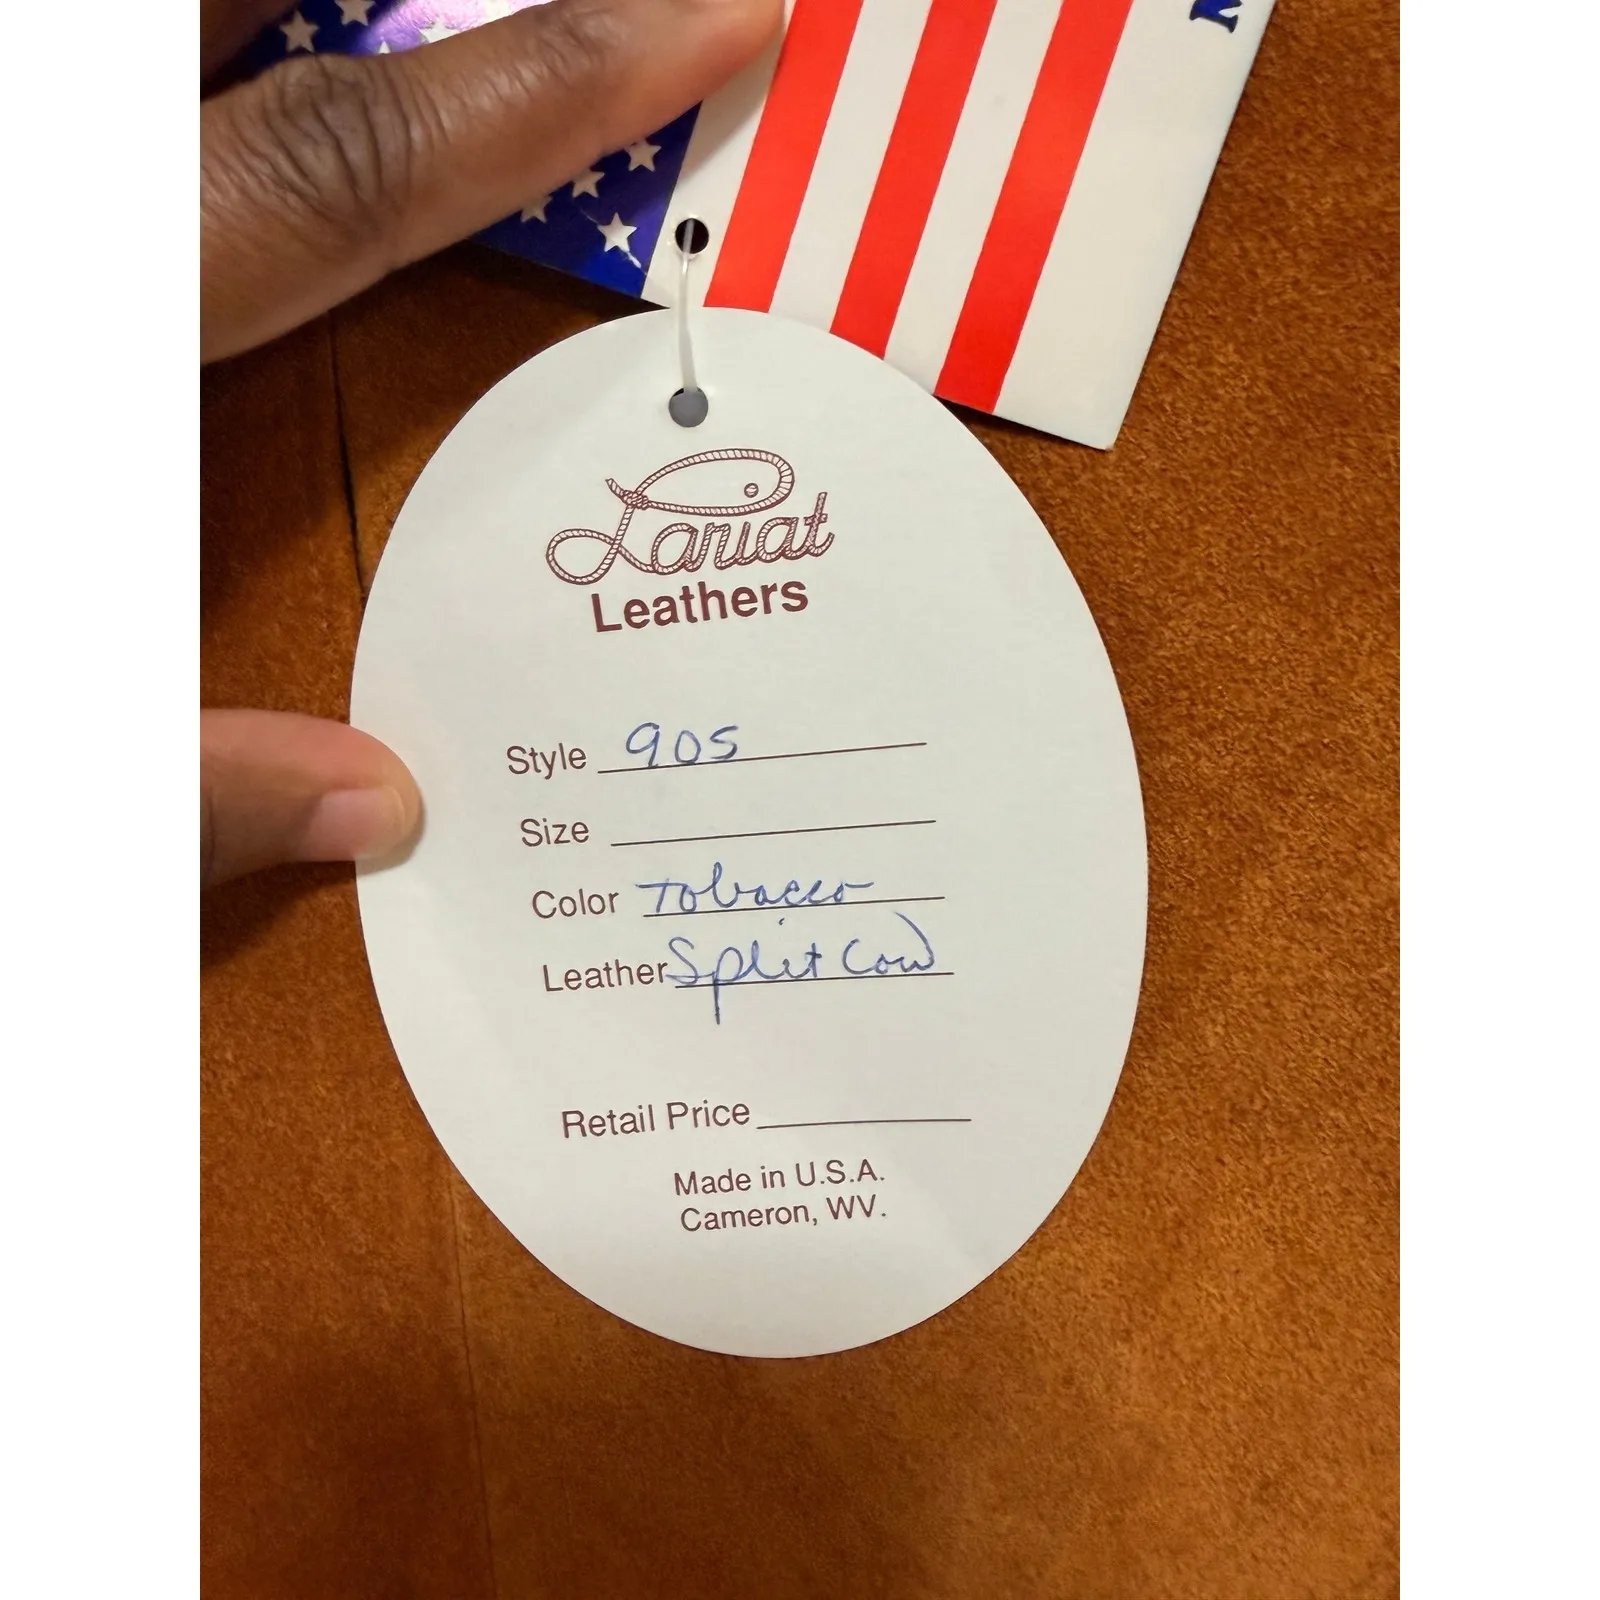 Lariat
Leathers
Style 905
Size
Color Tobacco
Leather Split Cow
Retail Price
Made in U.S.A.
Cameron, WV.